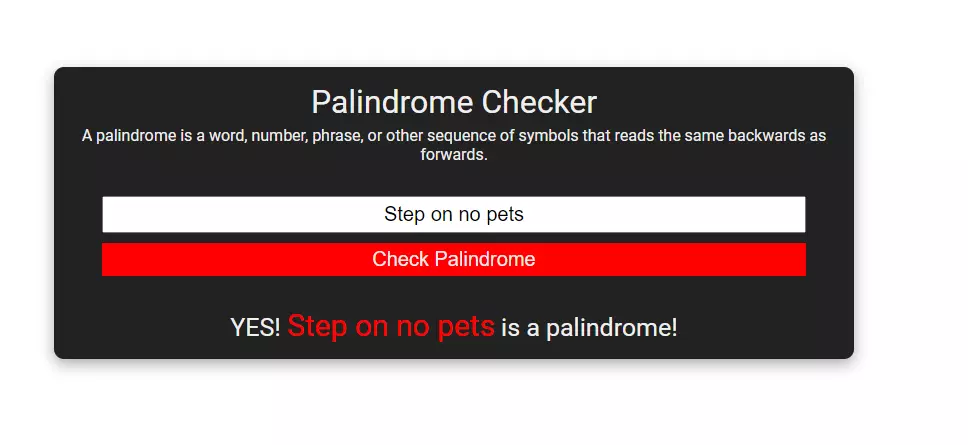 Palindrome Checker
A palindrome is a word, number, phrase, or other sequence of symbols that reads the same backwards as
forwards.
Step on no pets
Check Palindrome
YES! Step on no pets is a palindrome!